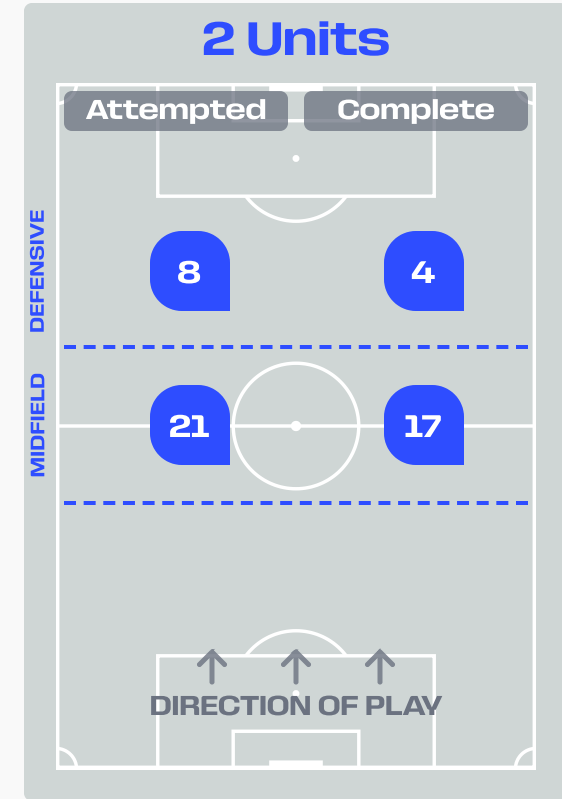 2 Units
Attempted Complete
DEFENSIVE
8 4
MIDFIELD
21 17
DIRECTION OF PLAY